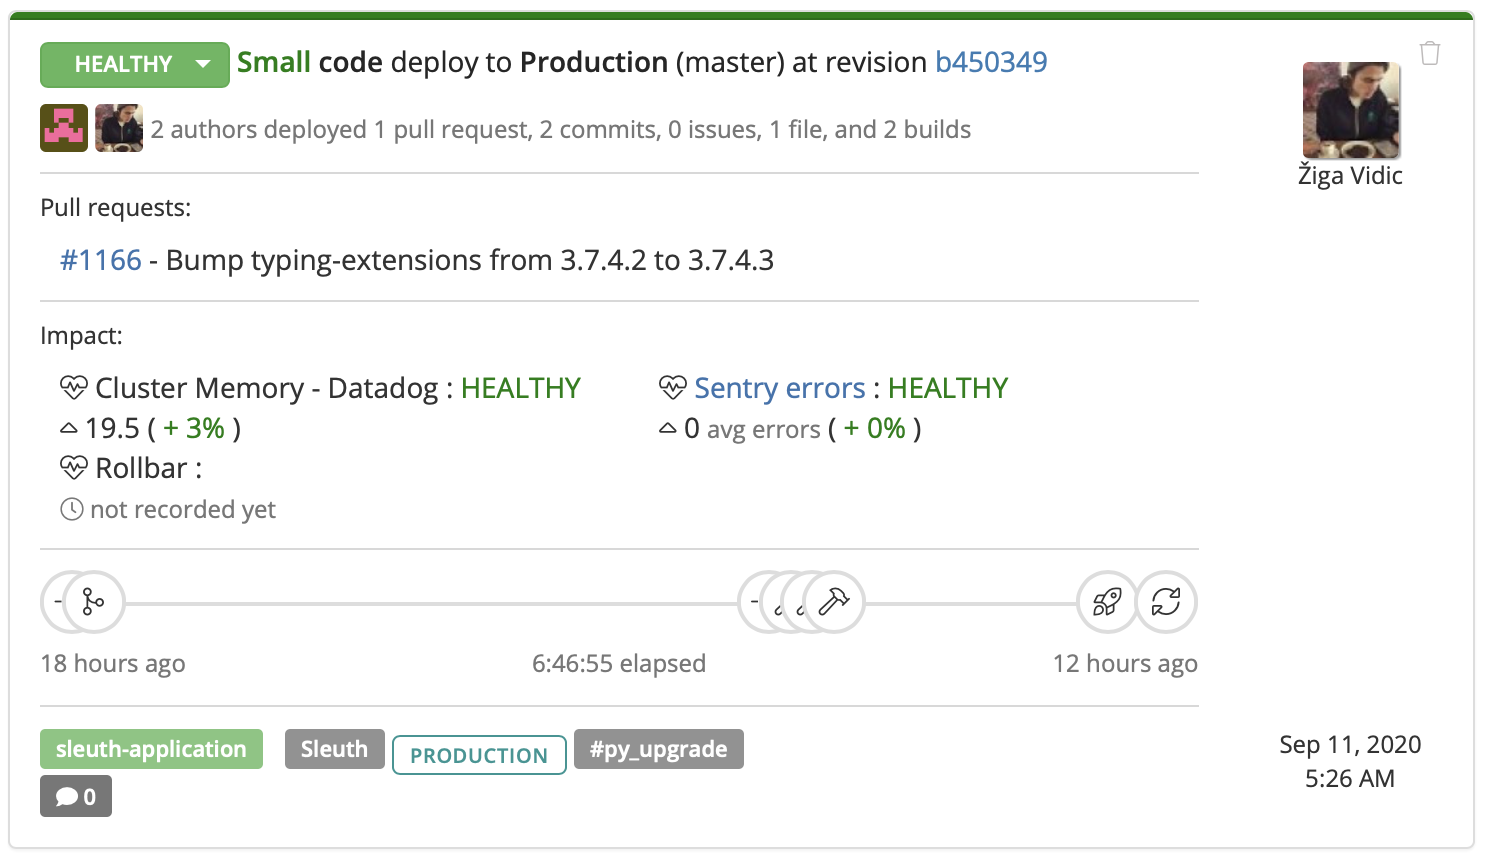 HEALTHY Small code deploy to Production (master) at revision b450349
2 authors deployed 1 pull request, 2 commits, 0 issues, 1 file, and 2 builds
Žiga Vidic
Pull requests:
#1166 - Bump typing-extensions from 3.7.4.2 to 3.7.4.3
Impact:
Cluster Memory - Datadog : HEALTHY
19.5 ( + 3% )
Rollbar :
not recorded yet
Sentry errors : HEALTHY
0 avg errors ( + 0% )
18 hours ago
6:46:55 elapsed
12 hours ago
sleuth-application Sleuth PRODUCTION #py_upgrade
0
Sep 11, 2020
5:26 AM